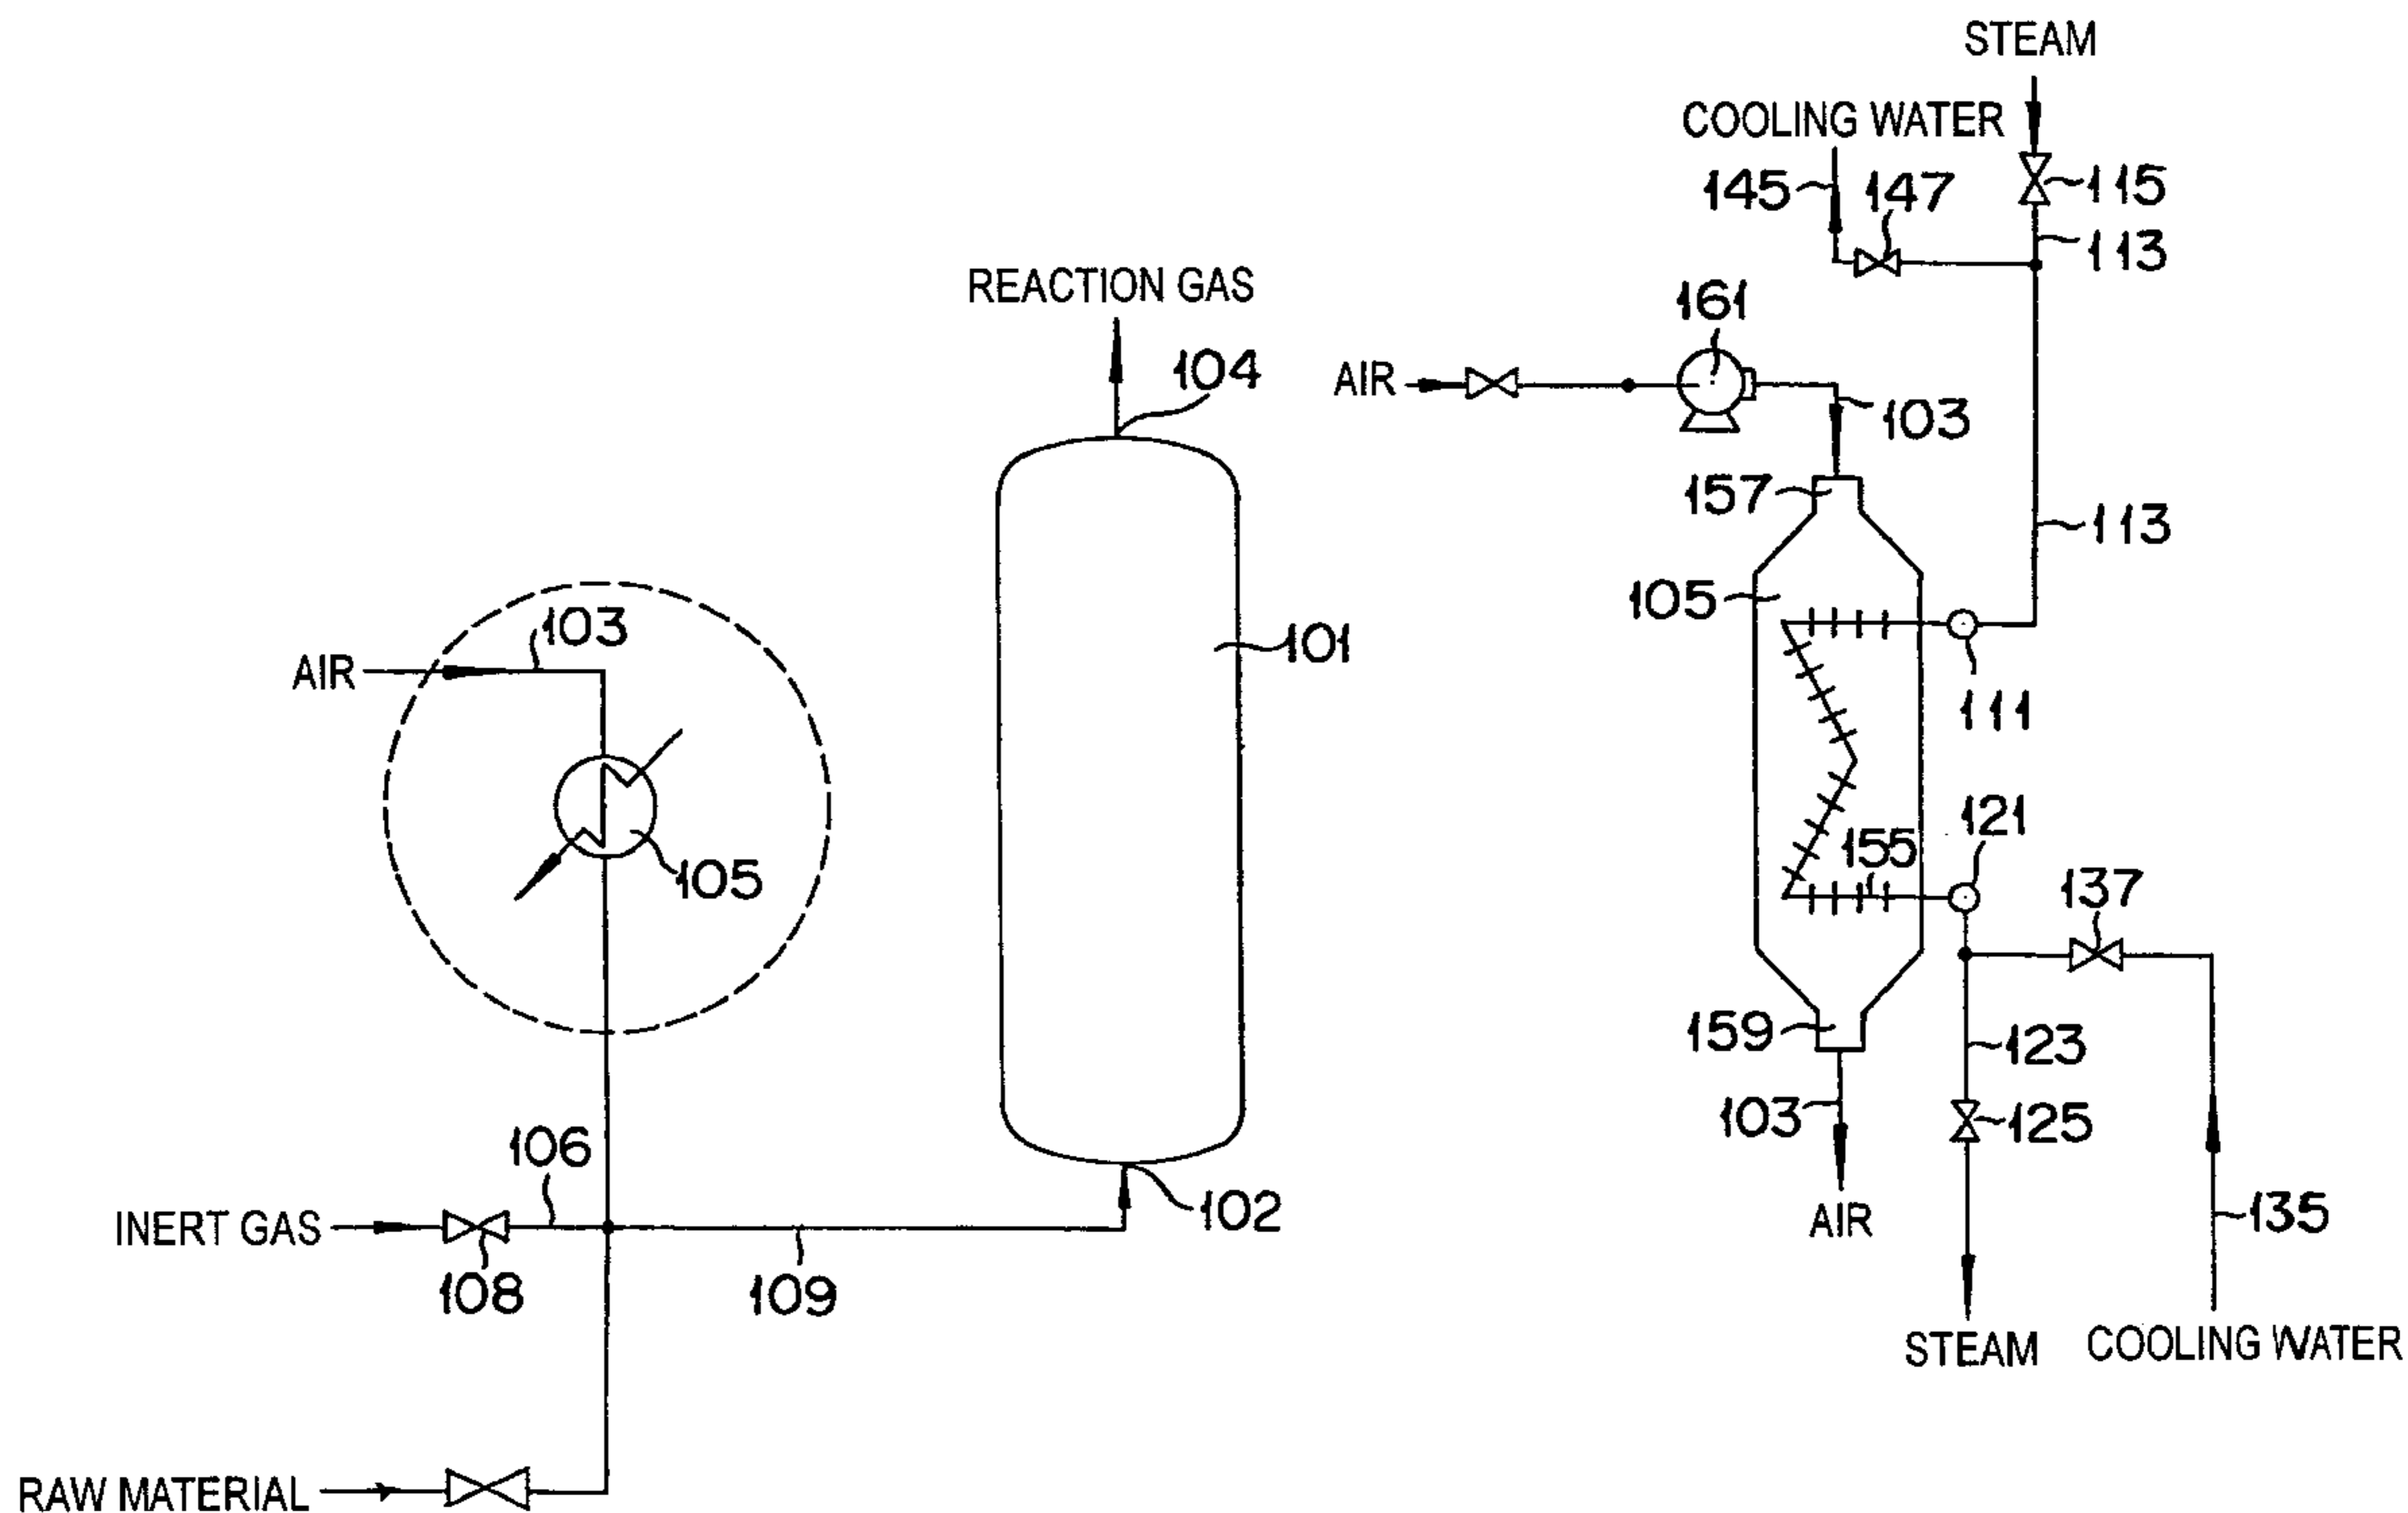 STEAM
COOLING WATER
145
147
115
113
REACTION GAS
161
104
AIR
103
157
113
105
103
101
AIR
111
121
155
105
137
159
123
106
103
125
102
INERT GAS
AIR
135
108
109
STEAM
COOLING WATER
RAW MATERIAL